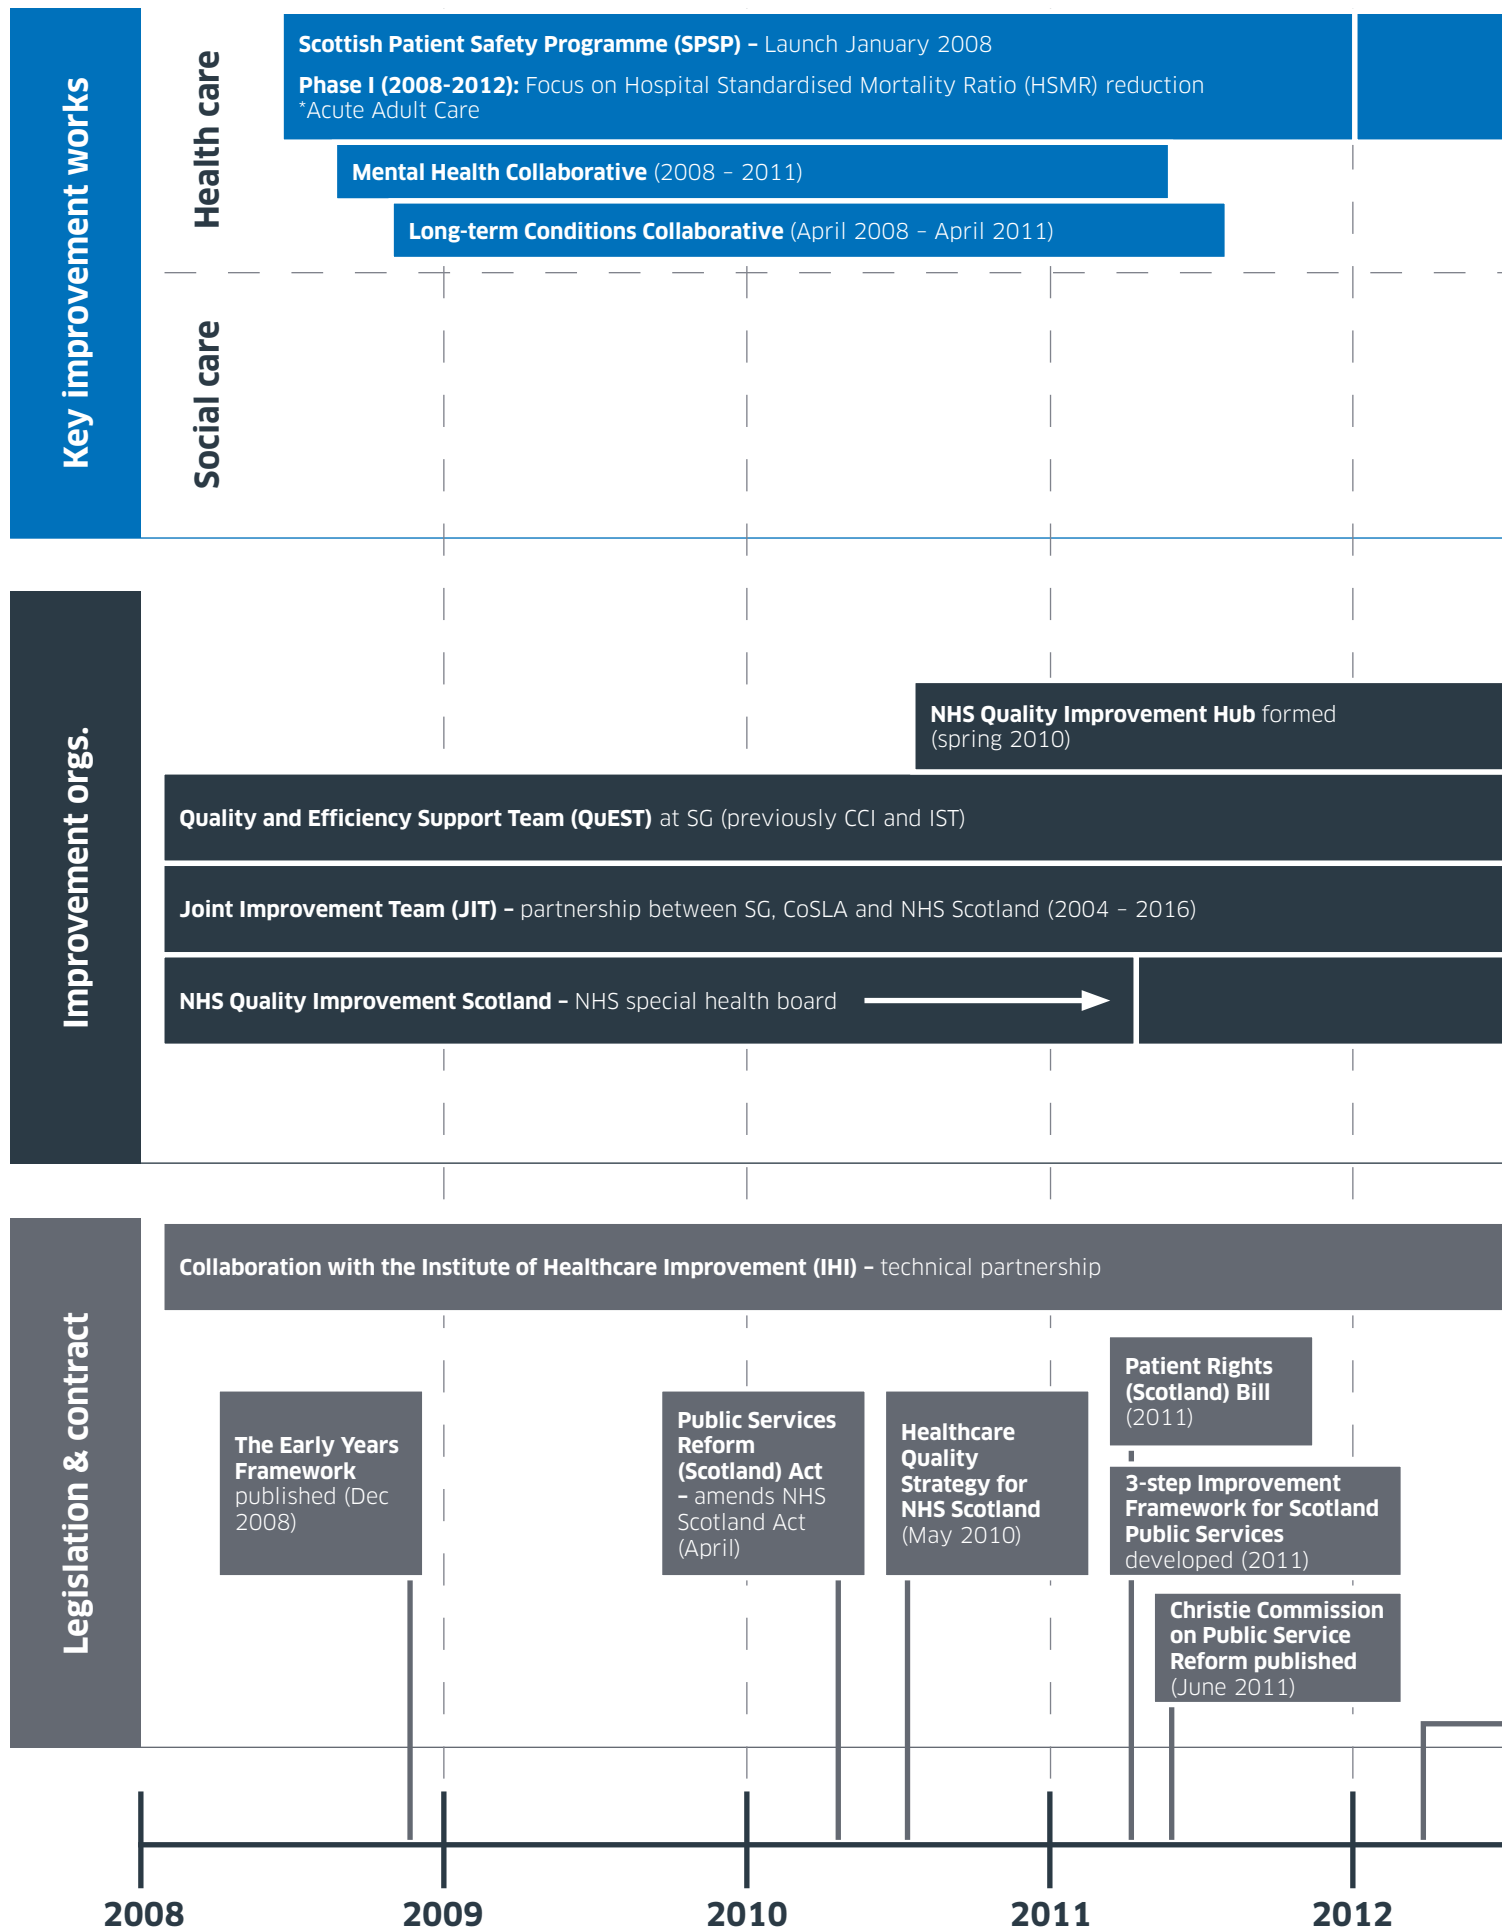 Key improvement works
Health care
Scottish Patient Safety Programme (SPSP) – Launch January 2008
Phase I (2008-2012): Focus on Hospital Standardised Mortality Ratio (HSMR) reduction
*Acute Adult Care
Mental Health Collaborative (2008 – 2011)
Long-term Conditions Collaborative (April 2008 – April 2011)
Social care
Improvement orgs.
NHS Quality Improvement Hub formed
(spring 2010)
Quality and Efficiency Support Team (QuEST) at SG (previously CCI and IST)
Joint Improvement Team (JIT) – partnership between SG, CoSLA and NHS Scotland (2004 – 2016)
NHS Quality Improvement Scotland – NHS special health board
Legislation & contract
Collaboration with the Institute of Healthcare Improvement (IHI) – technical partnership
The Early Years
Framework
published (Dec
2008)
Public Services
Reform
(Scotland) Act
– amends NHS
Scotland Act
(April)
Healthcare
Quality
Strategy for
NHS Scotland
(May 2010)
Patient Rights
(Scotland) Bill
(2011)
3-step Improvement
Framework for Scotland
Public Services
developed (2011)
Christie Commission
on Public Service
Reform published
(June 2011)
2008
2009
2010
2011
2012